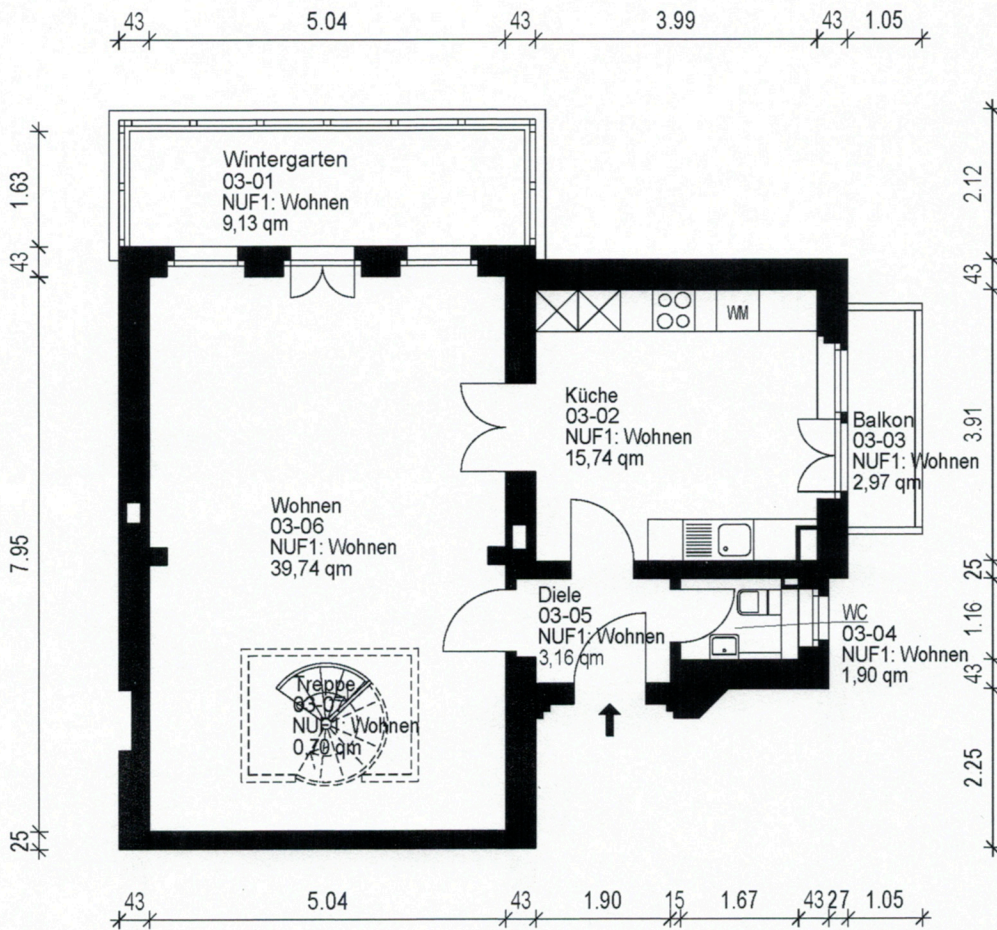 43 5.04 43 3.99 43 1.05
1.63
43
7.95
25
Wintergarten
03-01
NUF1: Wohnen
9,13 qm
WM
Küche
03-02
NUF1: Wohnen
15,74 qm
Balkon
03-03
NUF1: Wohnen
2,97 qm
Wohnen
03-06
NUF1: Wohnen
39,74 qm
Diele
03-05
NUF1: Wohnen
3,16 qm
WC
03-04
NUF1: Wohnen
1,90 qm
Treppe
03-07
NUF1: Wohnen
0,70 qm
2.12
43
3.91
25
1.16
43
2.25
43 5.04 43 1.90 15 1.67 43 27 1.05